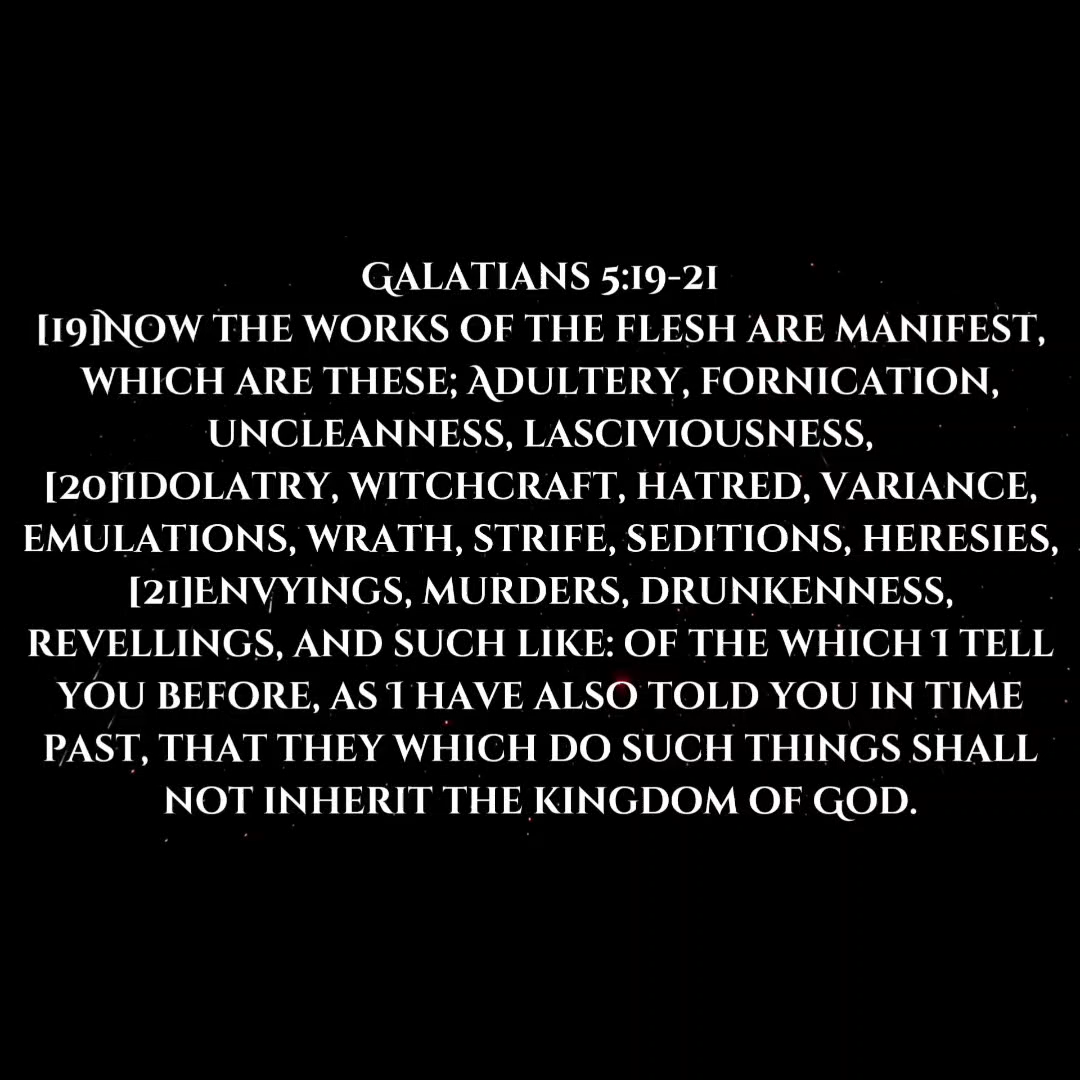 Galatians 5:19-21
[19]Now the works of the flesh are manifest,
which are these; Adultery, fornication,
uncleanness, lasciviousness,
[20]Idolatry, witchcraft, hatred, variance,
emulations, wrath, strife, seditions, heresies,
[21]Envyings, murders, drunkenness,
revellings, and such like: of the which I tell
you before, as I have also told you in time
past, that they which do such things shall
not inherit the kingdom of God.